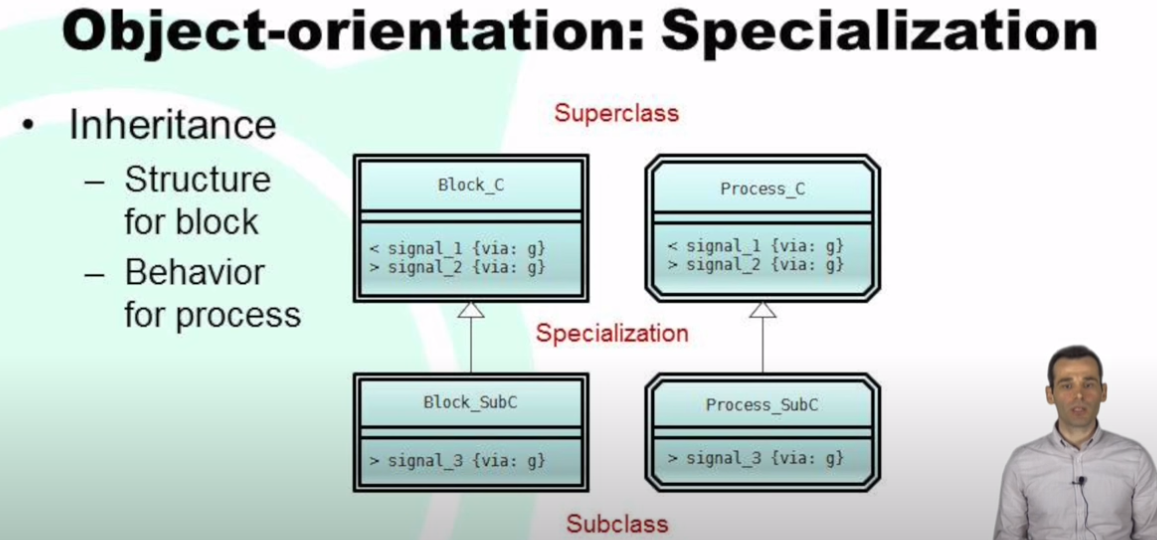 Object-orientation: Specialization
• Inheritance
– Structure
for block
– Behavior
for process
Superclass
Block_C
< signal_1 {via: g}
> signal_2 {via: g}
Process_C
< signal_1 {via: g}
> signal_2 {via: g}
Specialization
Block_SubC
> signal_3 {via: g}
Process_SubC
> signal_3 {via: g}
Subclass